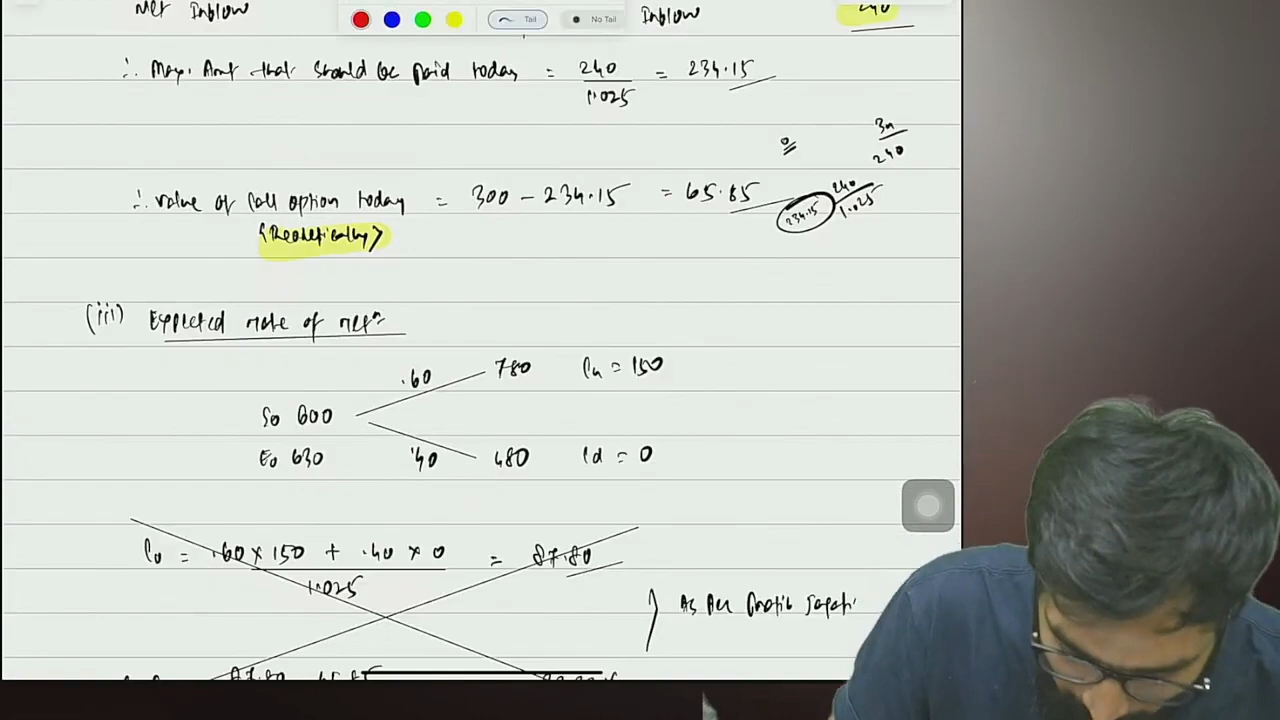 Net Inflow Inflow 240
Tail No Tail
∴ Max. Amt that should be paid today = 240/1.025 = 234.15
240
∴ Value of Call option today = 300 - 234.15 = 65.85 234.15 240/1.025
{Theoretically}
(iii) Expected rate of retn
.60 780 Cu = 150
S0 600
E0 630 .40 480 Cd = 0
C0 = .60 × 150 + .40 × 0 / 1.025 = 87.80
As Per